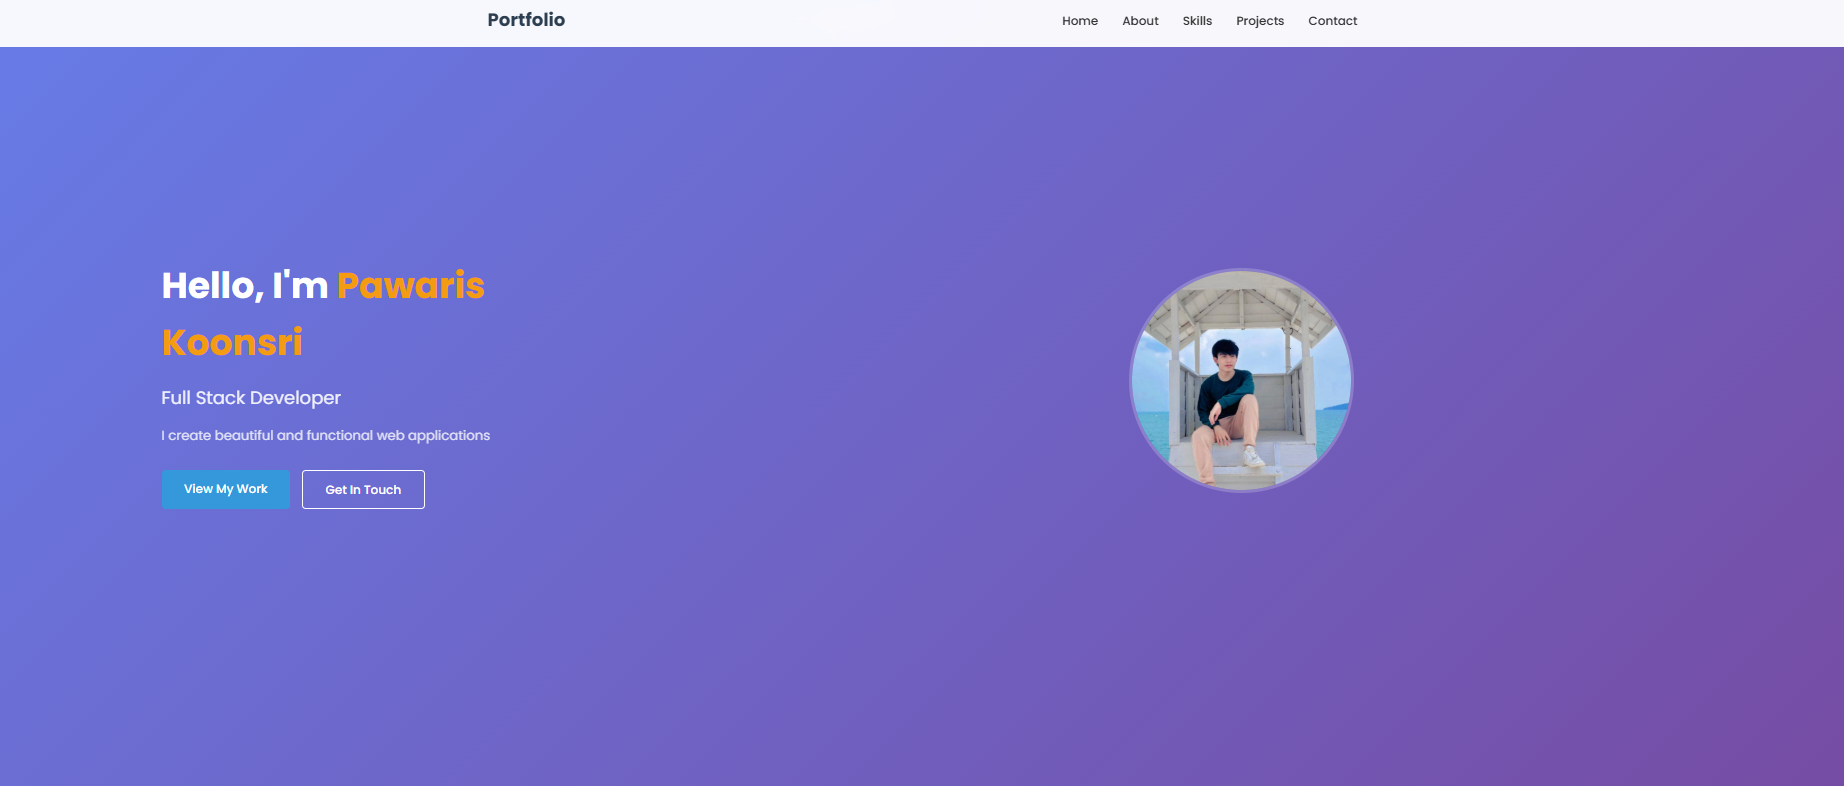 Portfolio
Home
About
Skills
Projects
Contact
Hello, I'm Pawaris
Koonsri
Full Stack Developer
I create beautiful and functional web applications
View My Work
Get In Touch